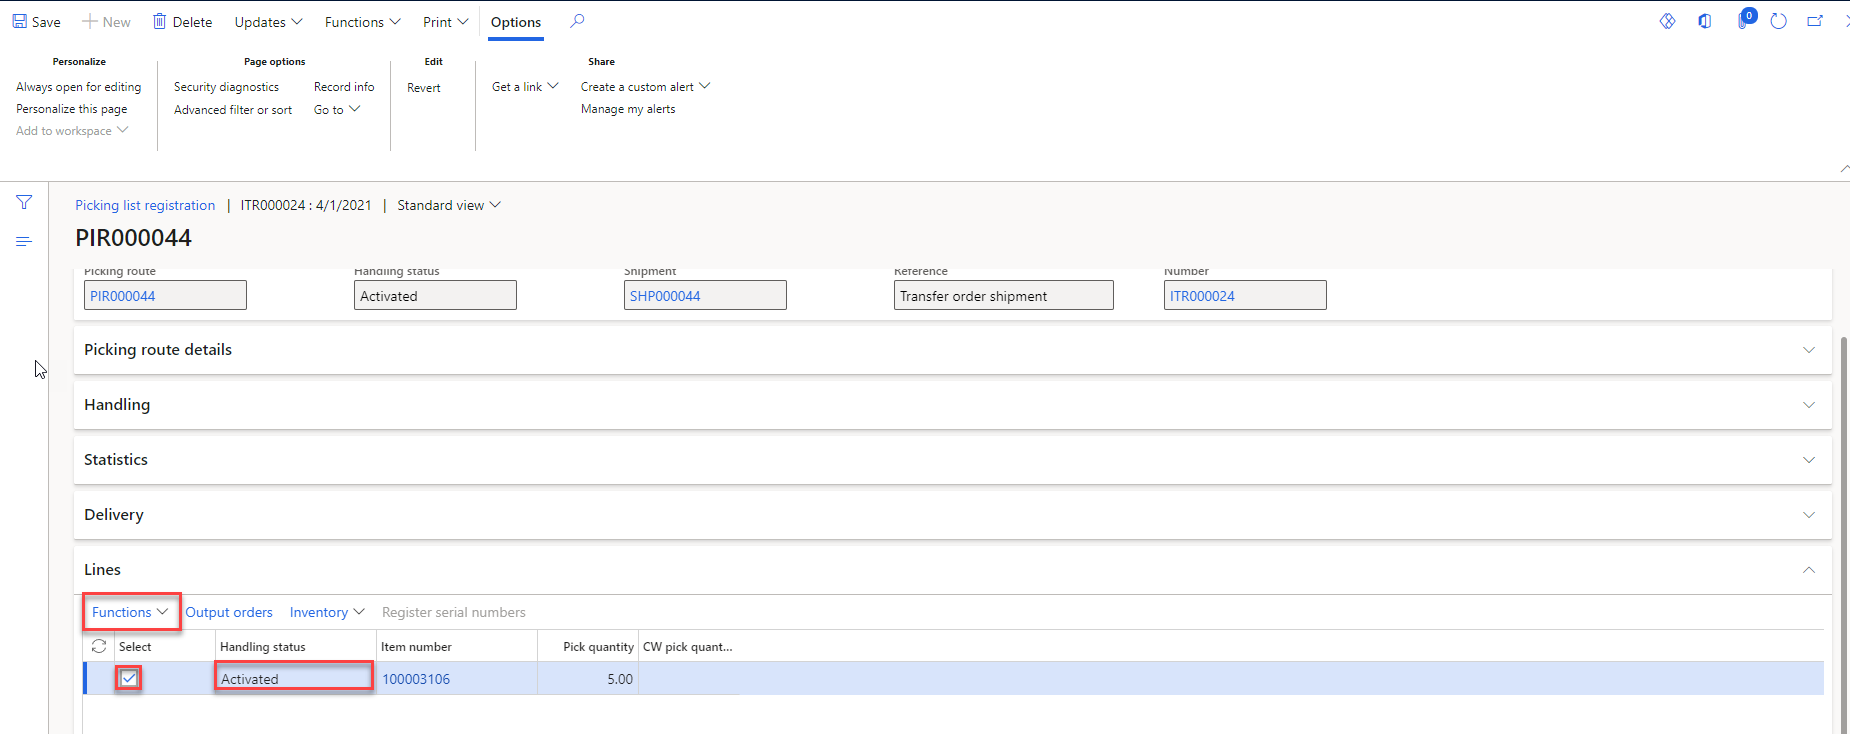 Save New Delete Updates Functions Print Options
0
Personalize Page options Edit Share
Always open for editing Security diagnostics Record info Revert Get a link Create a custom alert
Personalize this page Advanced filter or sort Go to Manage my alerts
Add to workspace
Picking list registration | ITR000024 : 4/1/2021 | Standard view
PIR000044
Picking route Handling status Shipment Reference Number
PIR000044 Activated SHP000044 Transfer order shipment ITR000024
Picking route details
Handling
Statistics
Delivery
Lines
Functions Output orders Inventory Register serial numbers
Select Handling status Item number Pick quantity CW pick quant...
Activated 100003106 5.00